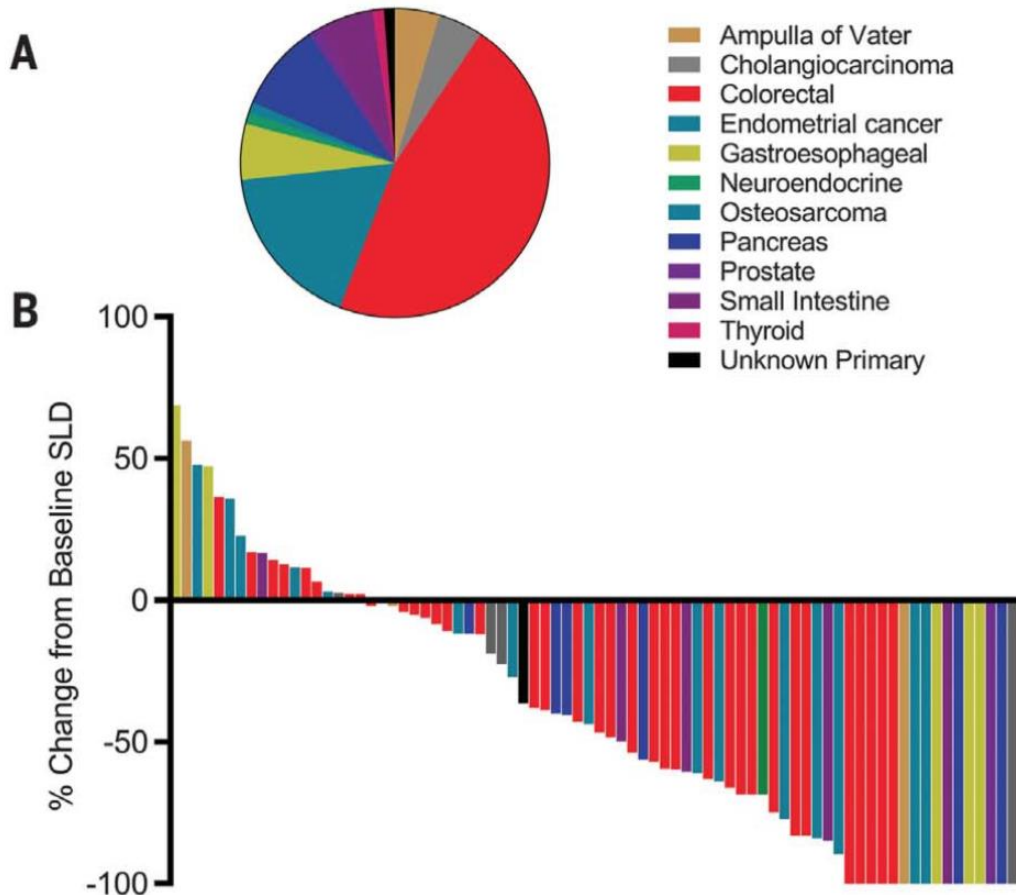 A
Ampulla of Vater
Cholangiocarcinoma
Colorectal
Endometrial cancer
Gastroesophageal
Neuroendocrine
Osteosarcoma
Pancreas
Prostate
Small Intestine
Thyroid
Unknown Primary
B
% Change from Baseline SLD
100
50
0
-50
-100